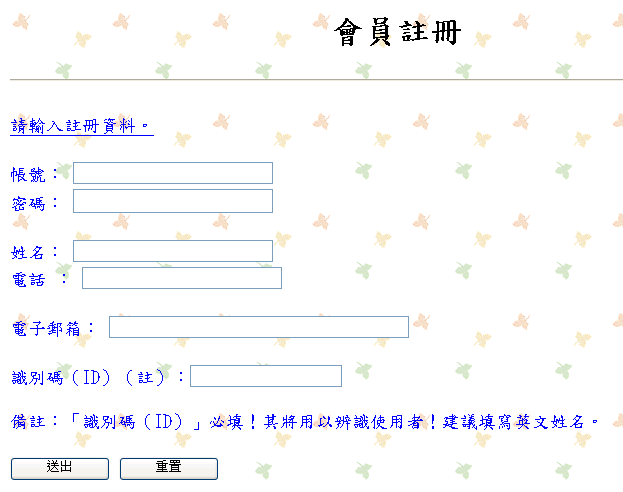 會員註冊
請輸入註冊資料。
帳號：
密碼：
姓名：
電話 ：
電子郵箱：
識別碼（ID）（註）：
備註：「識別碼（ID）」必填！其將用以辨識使用者！建議填寫英文姓名。
送出 重置